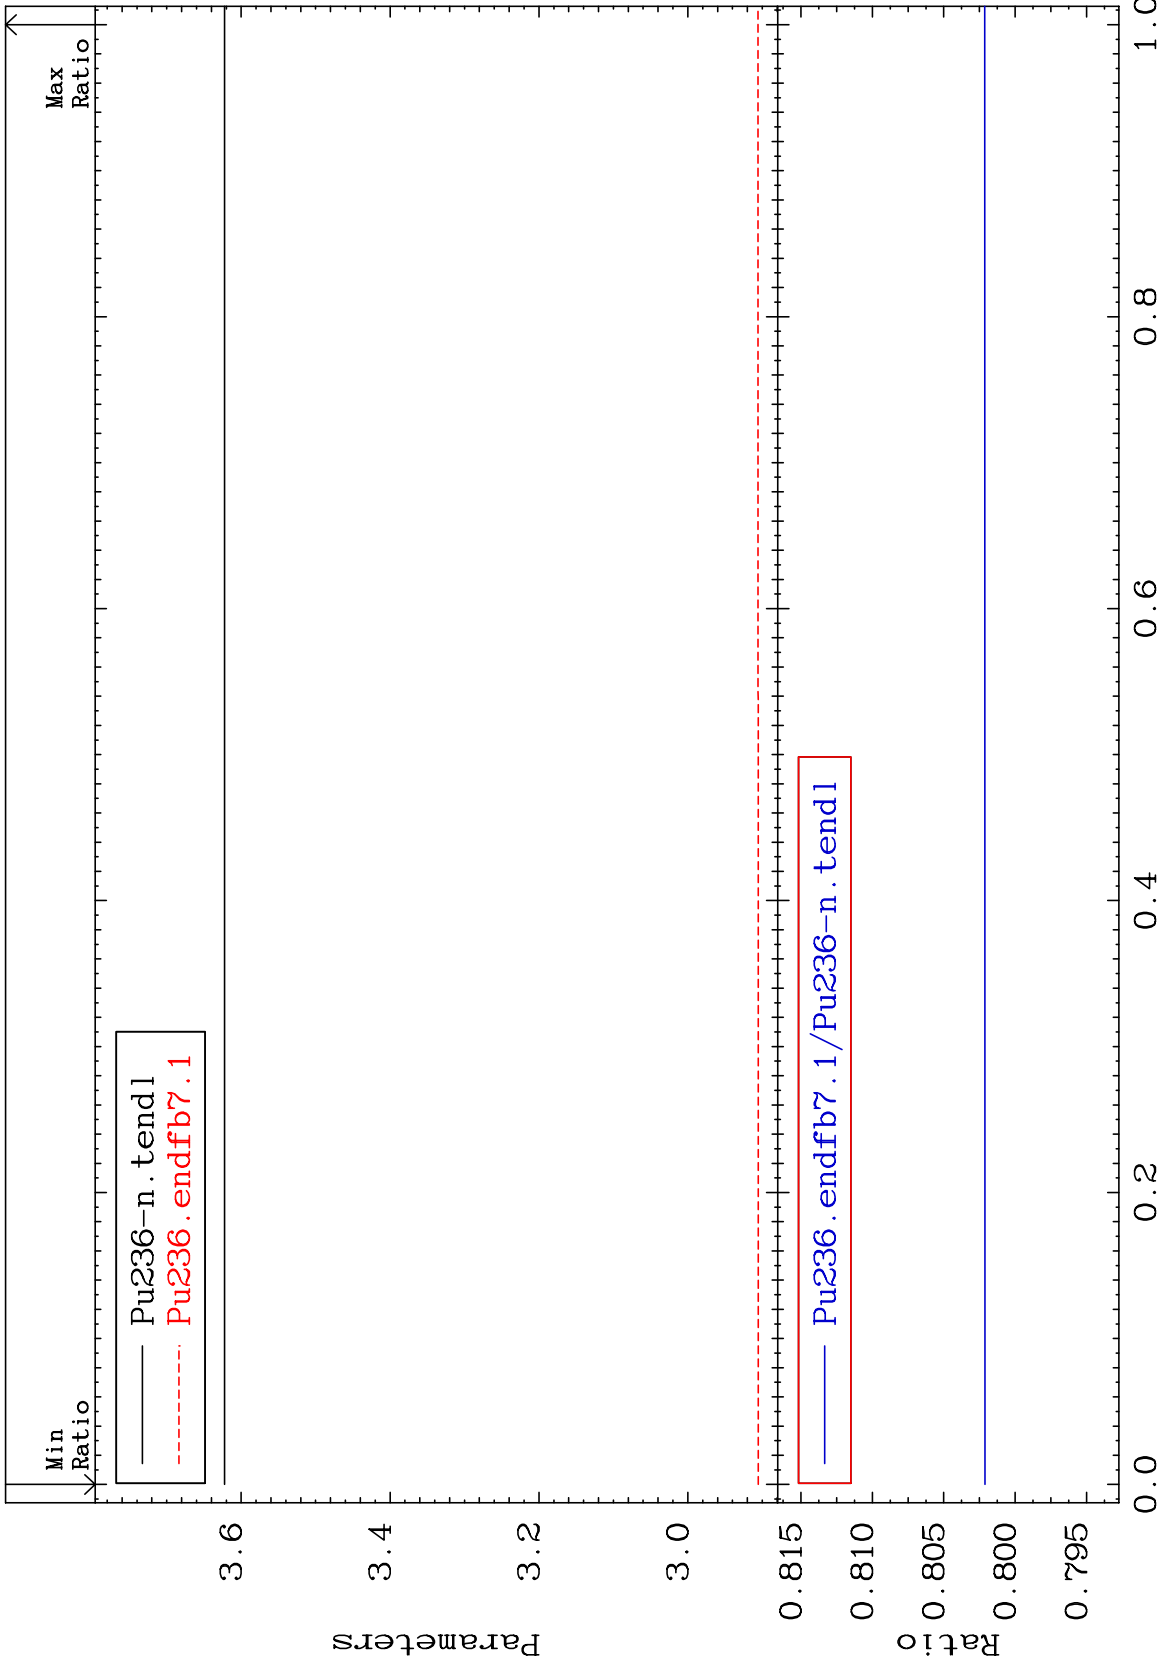 Min
Ratio
Max
Ratio
Pu236-n.tendl
Pu236.endfb7.1
3.6
3.4
3.2
3.0
Parameters
Pu236.endfb7.1/Pu236-n.tendl
0.815
0.810
0.805
0.800
0.795
Ratio
0.0
0.2
0.4
0.6
0.8
1.0